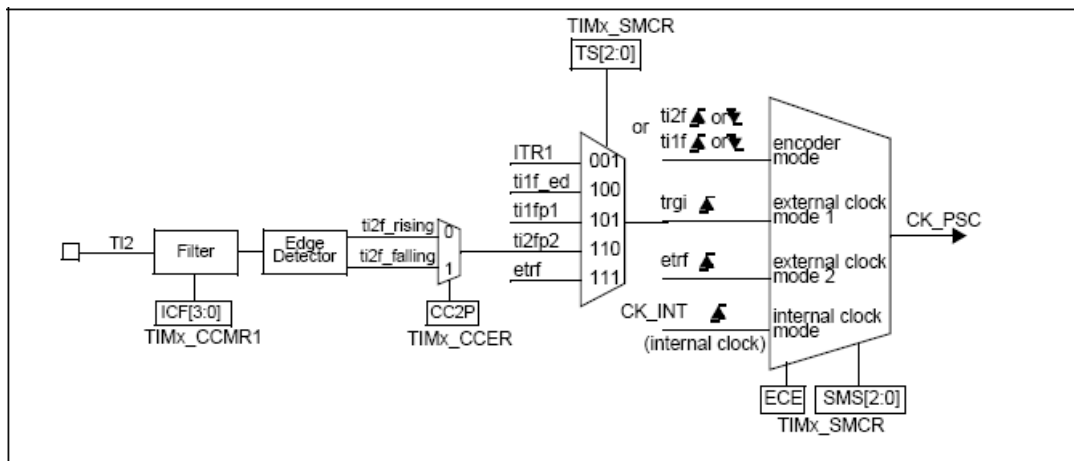 TIMx_SMCR
TS[2:0]
or
ti2f or
ti1f or
encoder
mode
ITR1
001
ti1f_ed
100
ti1fp1
101
trgi
external clock
mode 1
CK_PSC
TI2
Filter
Edge
Detector
ti2f_rising
0
ti2f_falling
1
ti2fp2
110
etrf
111
etrf
external clock
mode 2
CK_INT
internal clock
mode
(internal clock)
ICF[3:0]
TIMx_CCMR1
CC2P
TIMx_CCER
ECE
SMS[2:0]
TIMx_SMCR